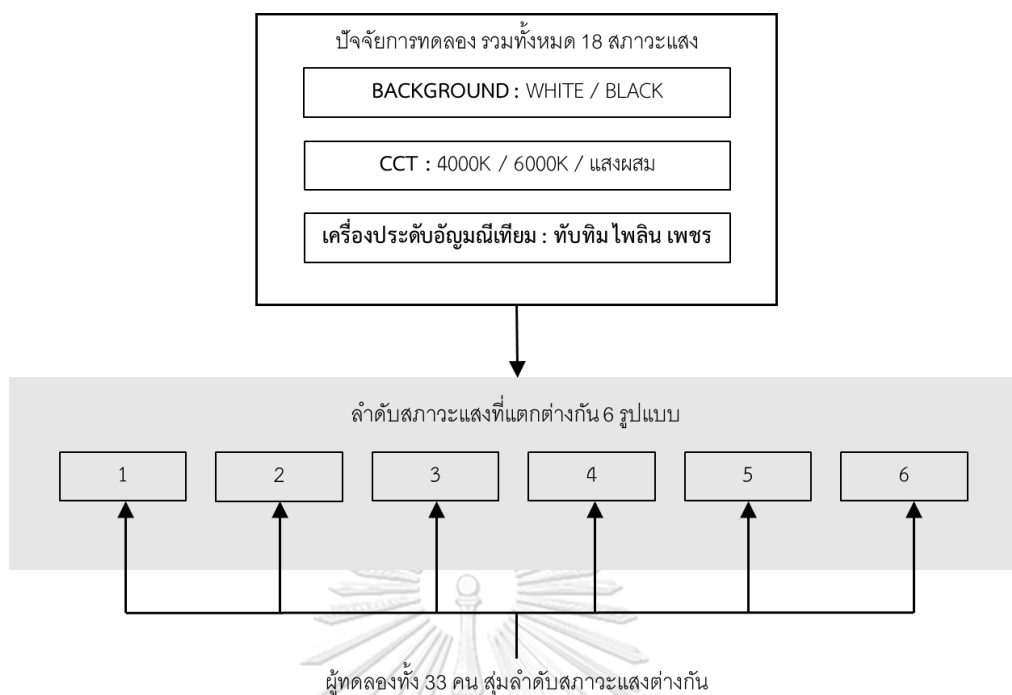 ปัจจัยการทดลอง รวมทั้งหมด 18 สภาวะแสง
BACKGROUND : WHITE / BLACK
CCT : 4000K / 6000K / แสงผสม
เครื่องประดับอัญมณีเทียม : ทับทิม ไพลิน เพชร
ลำดับสภาวะแสงที่แตกต่างกัน 6 รูปแบบ
1 2 3 4 5 6
ผู้ทดลองทั้ง 33 คน สุ่มลำดับสภาวะแสงต่างกัน